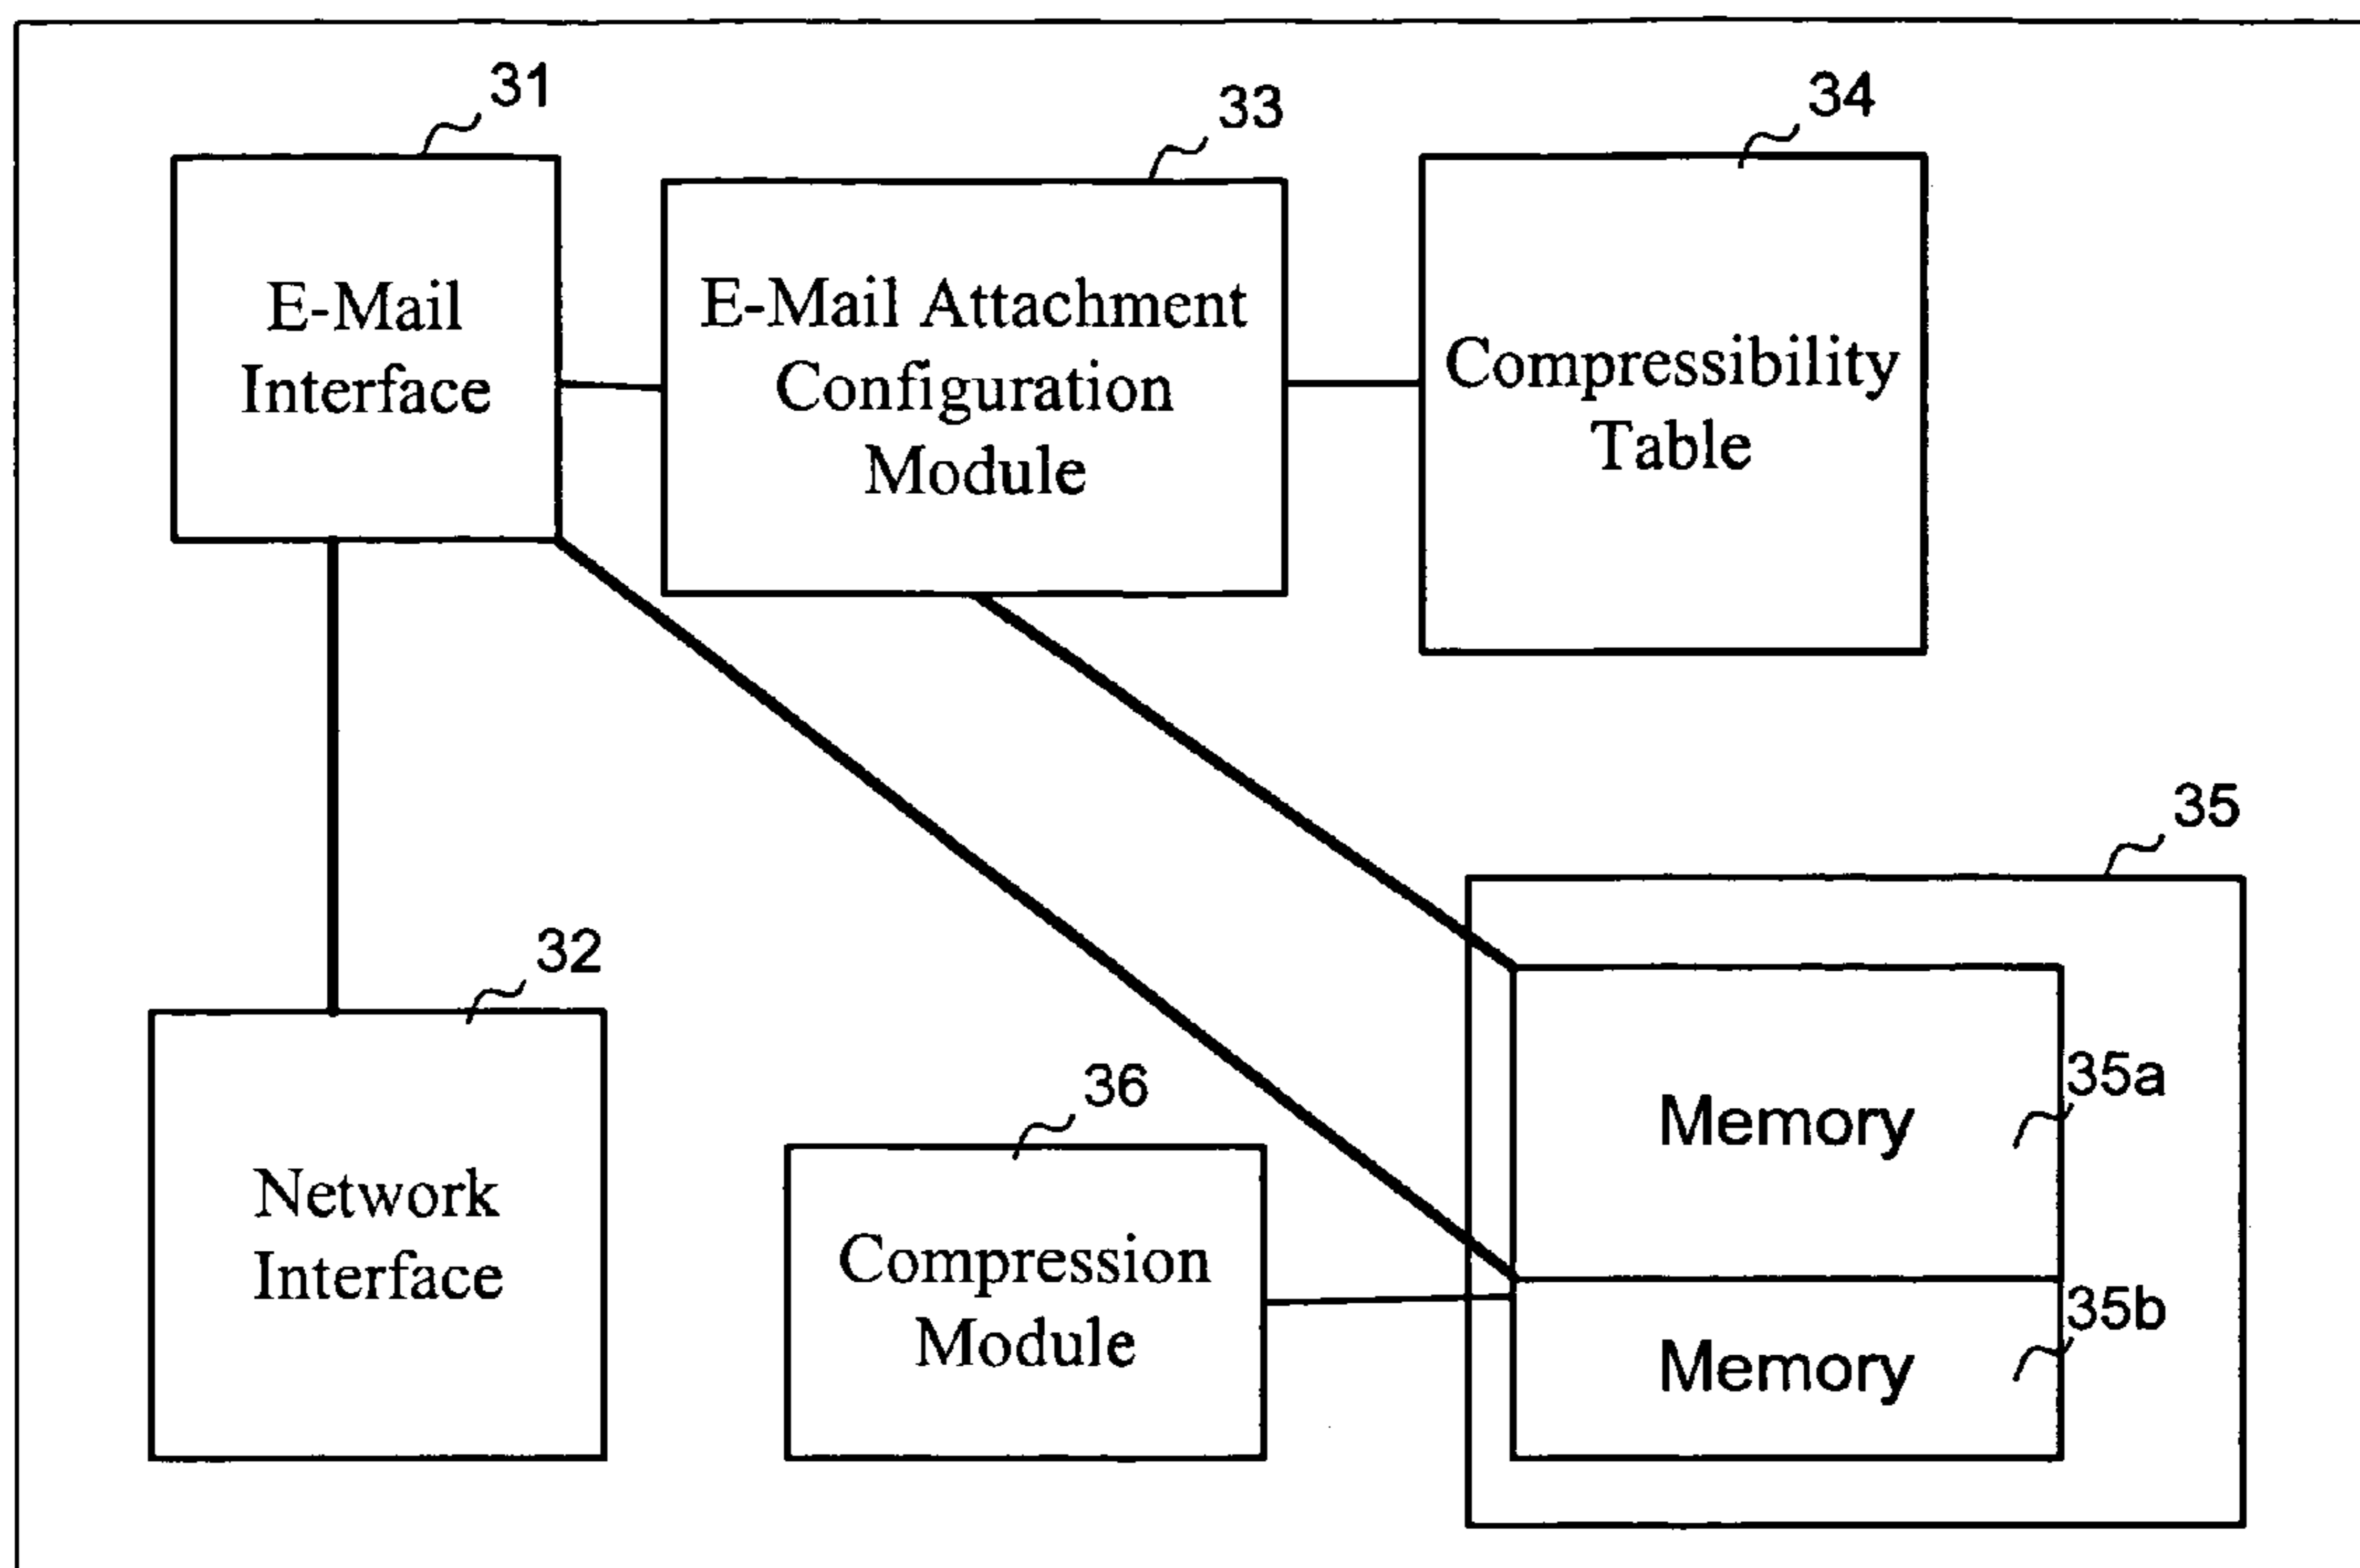 31
33
34
E-Mail
Interface
E-Mail Attachment
Configuration
Module
Compressibility
Table
35
32
36
35a
Memory
Network
Interface
Compression
Module
35b
Memory